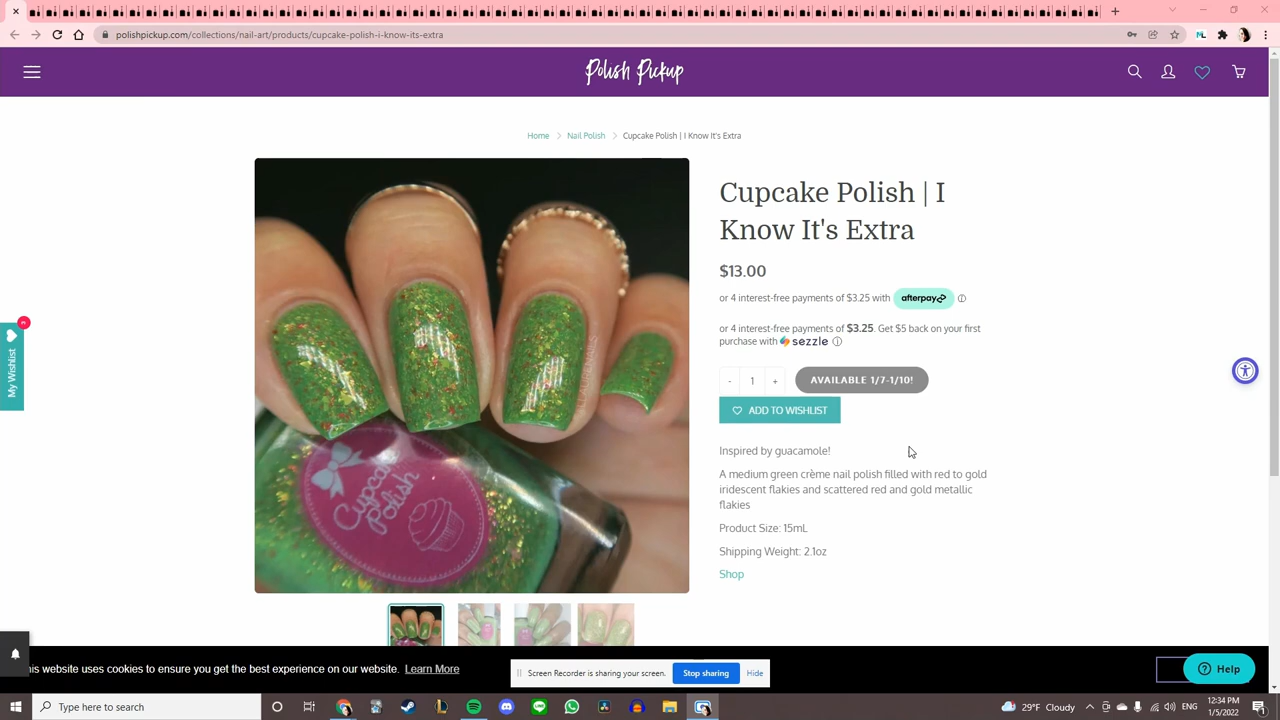 polishpickup.com/collections/nail-art/products/cupcake-polish-i-know-its-extra
Polish Pickup
Home > Nail Polish > Cupcake Polish | I Know It's Extra
Cupcake Polish | I
Know It's Extra
$13.00
or 4 interest-free payments of $3.25 with afterpay
or 4 interest-free payments of $3.25. Get $5 back on your first
purchase with sezzle
- 1 + AVAILABLE 1/7-1/10!
ADD TO WISHLIST
Inspired by guacamole!
A medium green crème nail polish filled with red to gold
iridescent flakies and scattered red and gold metallic
flakies
Product Size: 15mL
Shipping Weight: 2.1oz
Shop
My Wishlist
Cupcake
Polish
his website uses cookies to ensure you get the best experience on our website. Learn More
Screen Recorder is sharing your screen. Stop sharing Hide
Help
Type here to search
29°F Cloudy
12:34 PM
1/5/2022